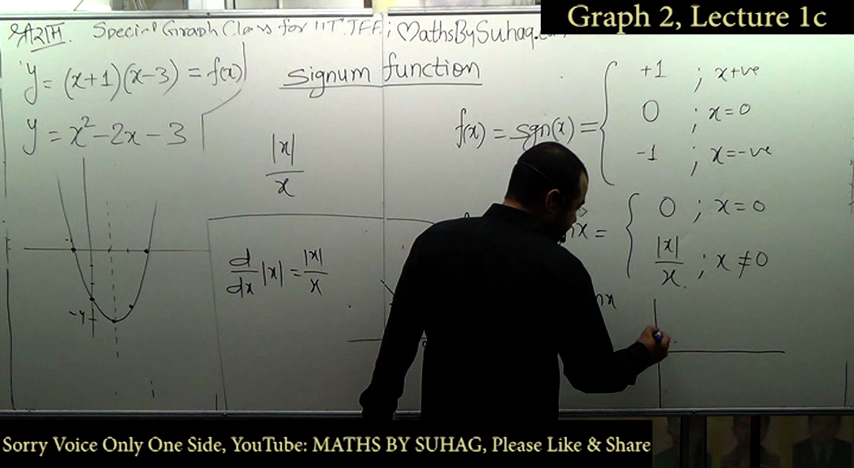 Graph 2, Lecture 1c
श्रीराम. Special Graph Class for IIT JEE; MathsBySuhag.
y = (x+1)(x-3) = f(x)
y = x² - 2x - 3
-4
signum function
|x|
x
d/dx |x| = |x|/x
f(x) = sgn(x) = { +1 ; x+ve
0 ; x=0
-1 ; x=-ve
= { 0 ; x=0
|x|/x ; x≠0
Sorry Voice Only One Side, YouTube: MATHS BY SUHAG, Please Like & Share